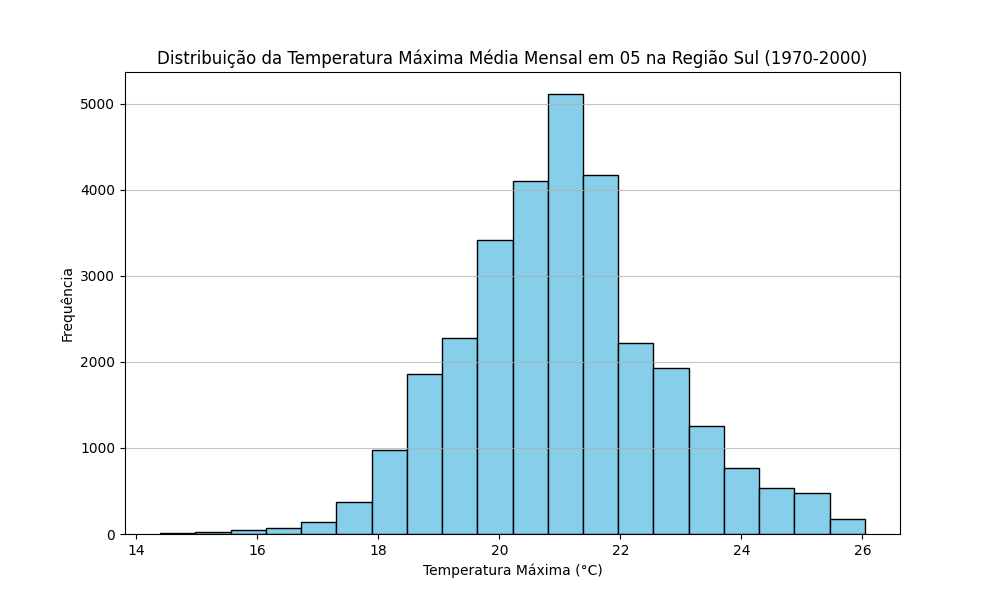 Distribuição da Temperatura Máxima Média Mensal em 05 na Região Sul (1970-2000)
Frequência
5000
4000
3000
2000
1000
0
14 16 18 20 22 24 26
Temperatura Máxima (°C)